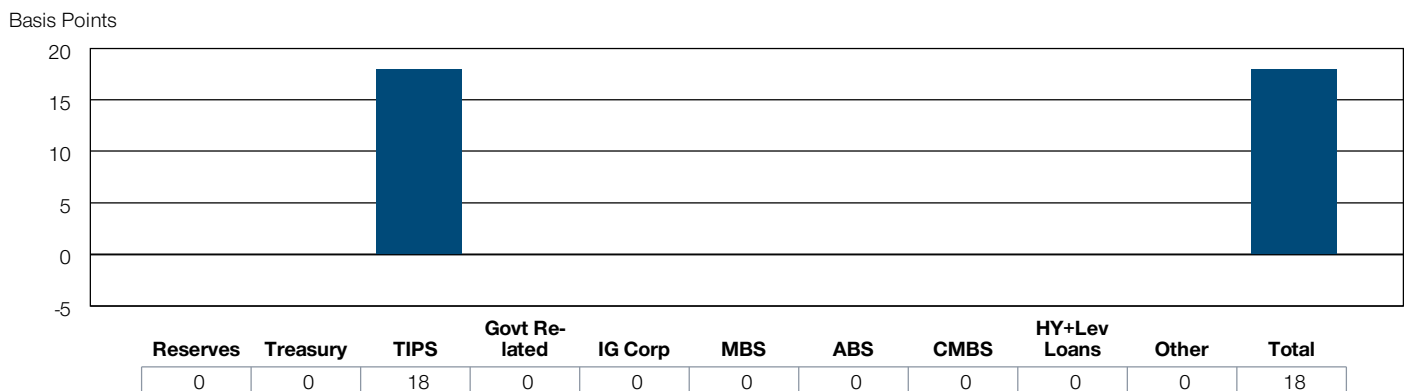 Basis Points
20
15
10
5
0
-5
Reserves Treasury TIPS Govt Re-lated IG Corp MBS ABS CMBS HY+Lev Loans Other Total
0 0 18 0 0 0 0 0 0 0 18